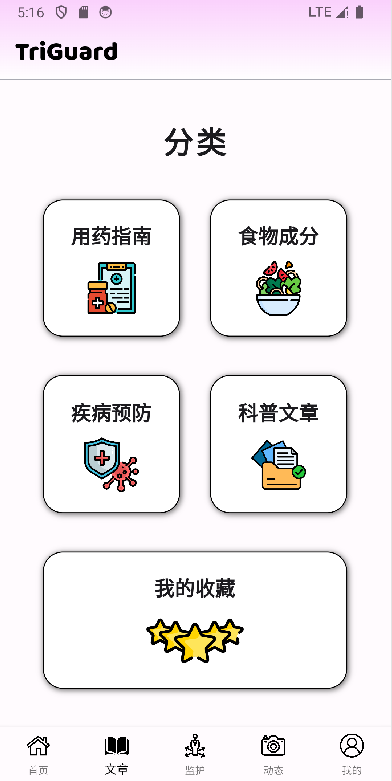 5:16 LTE
TriGuard
分类
用药指南 食物成分
疾病预防 科普文章
我的收藏
首页 文章 监护 动态 我的